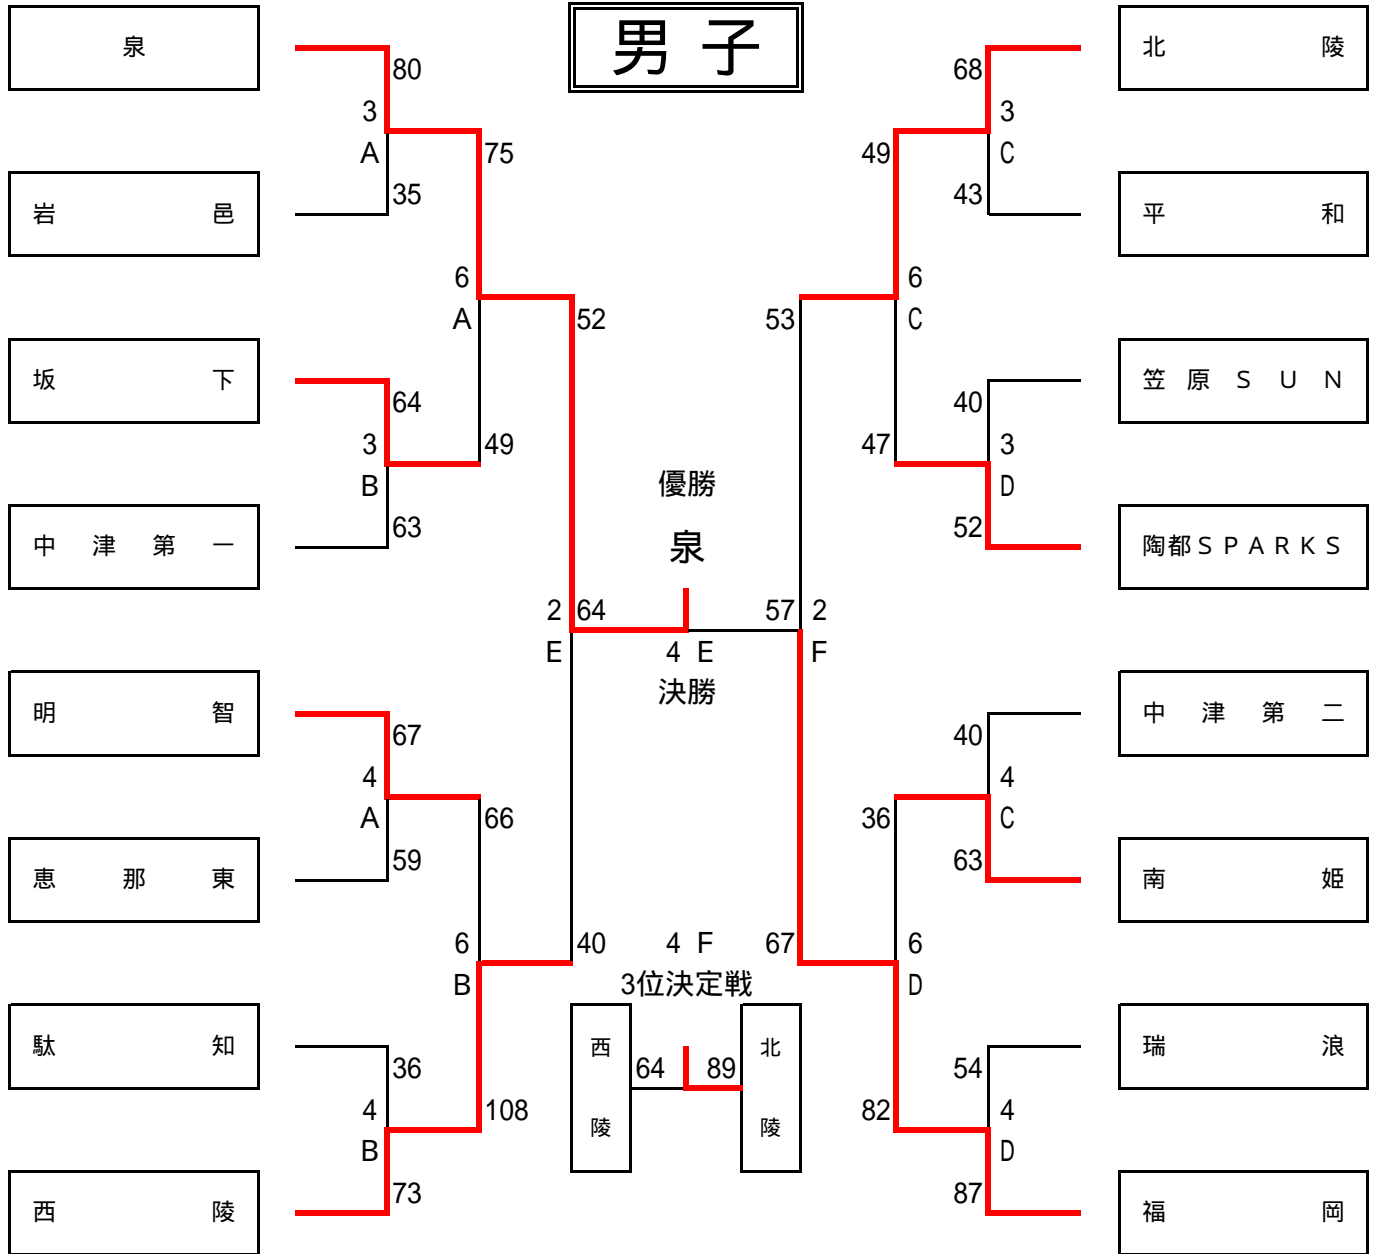 男子
泉
80
3
A
35
岩邑
75
6
A
49
坂下
64
3
B
63
中津第一
52
2
E
40
明智
67
4
A
59
恵那東
66
6
B
108
駄知
36
4
B
73
西陵
優勝
泉
64
57
4 E
決勝
4 F
3位決定戦
西陵
64
89
北陵
北陵
68
3
C
43
平和
49
6
C
47
笠原SUN
40
3
D
52
陶都SPARKS
53
2
F
67
中津第二
40
4
C
63
南姫
36
6
D
82
瑞浪
54
4
D
87
福岡